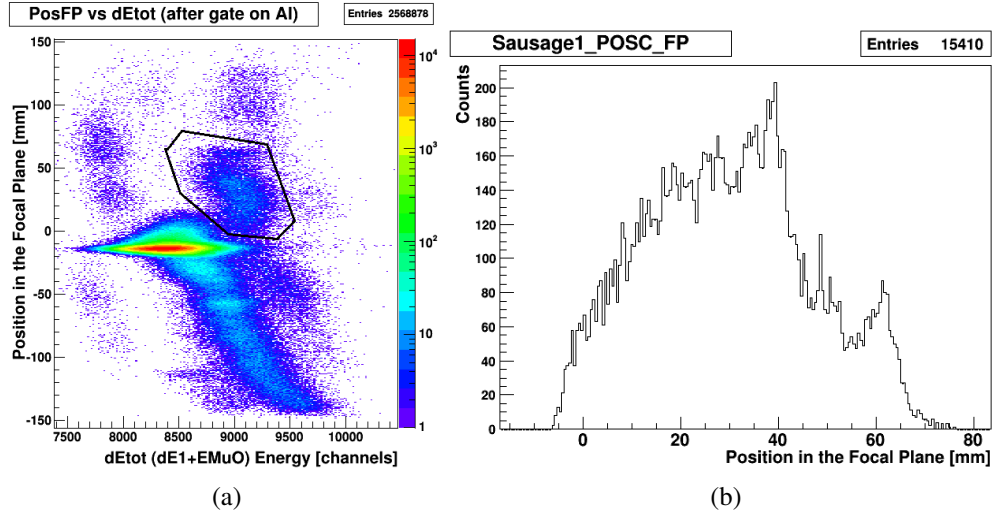 PosFP vs dEtot (after gate on Al)
Entries 2568878
Position in the Focal Plane [mm]
150
100
50
0
-50
-100
-150
7500 8000 8500 9000 9500 10000
dEtot (dE1+EMuO) Energy [channels]
10⁴
10³
10²
10
1
(a)
Sausage1_POSC_FP
Entries 15410
Counts
200
180
160
140
120
100
80
60
40
20
0
0 20 40 60 80
Position in the Focal Plane [mm]
(b)